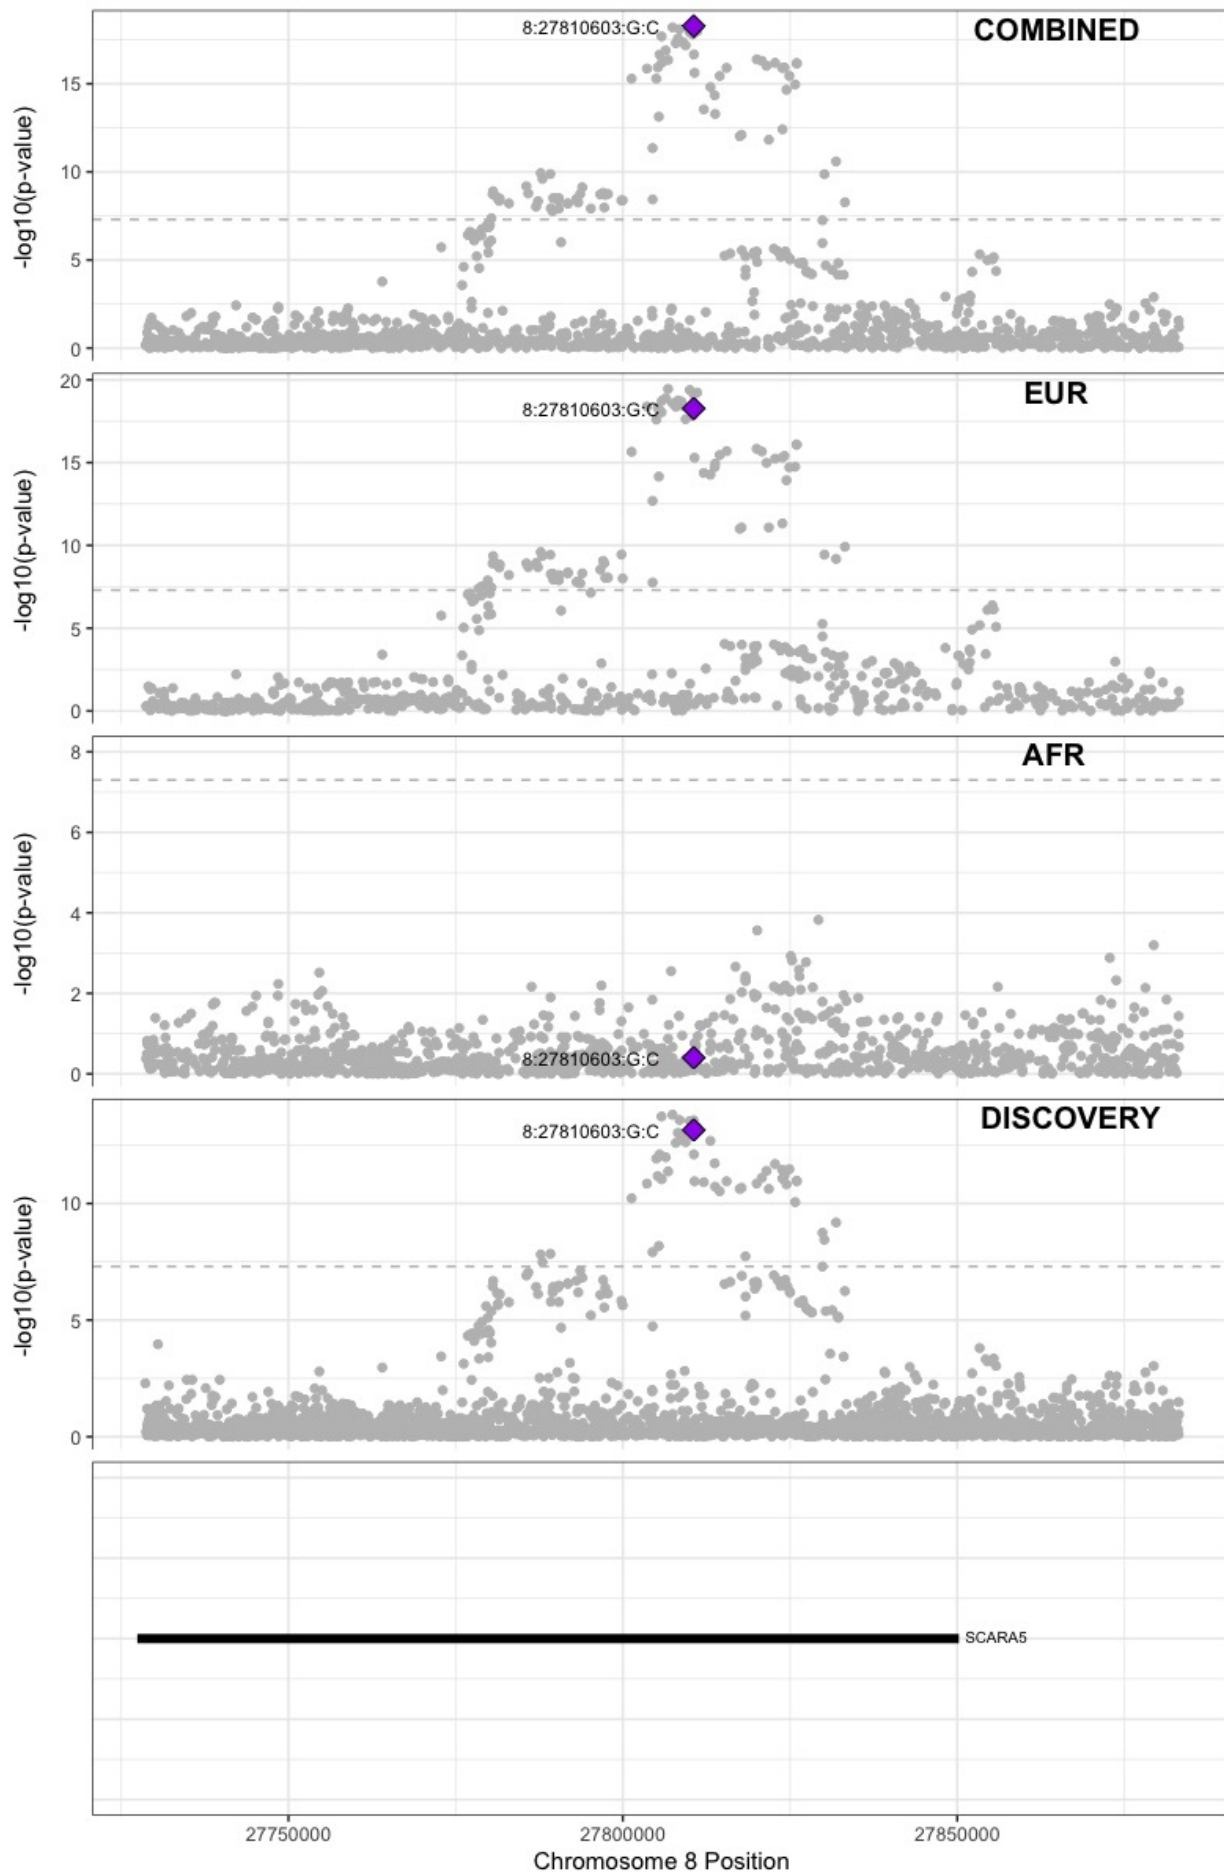 COMBINED
8:27810603:G:C
-log10(p-value)
15
10
5
0
EUR
8:27810603:G:C
-log10(p-value)
20
15
10
5
0
AFR
8:27810603:G:C
-log10(p-value)
8
6
4
2
0
DISCOVERY
8:27810603:G:C
-log10(p-value)
10
5
0
SCARA5
27750000 27800000 27850000
Chromosome 8 Position